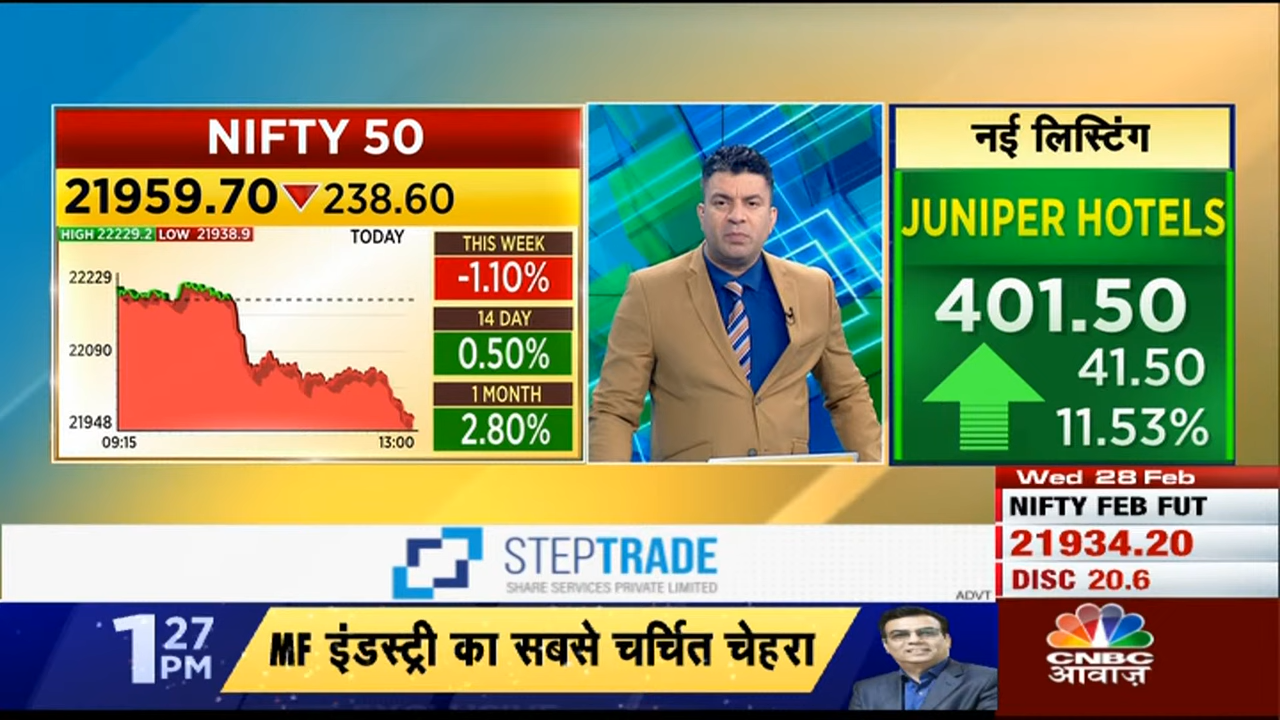 NIFTY 50
21959.70 238.60
HIGH 22229.2 LOW 21938.9
TODAY
22229
22090
21948
09:15 13:00
THIS WEEK
-1.10%
14 DAY
0.50%
1 MONTH
2.80%
नई लिस्टिंग
JUNIPER HOTELS
401.50
41.50
11.53%
Wed 28 Feb
NIFTY FEB FUT
21934.20
DISC 20.6
STEPTRADE
SHARE SERVICES PRIVATE LIMITED
ADVT
1 27 PM
MF इंडस्ट्री का सबसे चर्चित चेहरा
CNBC
आवाज़